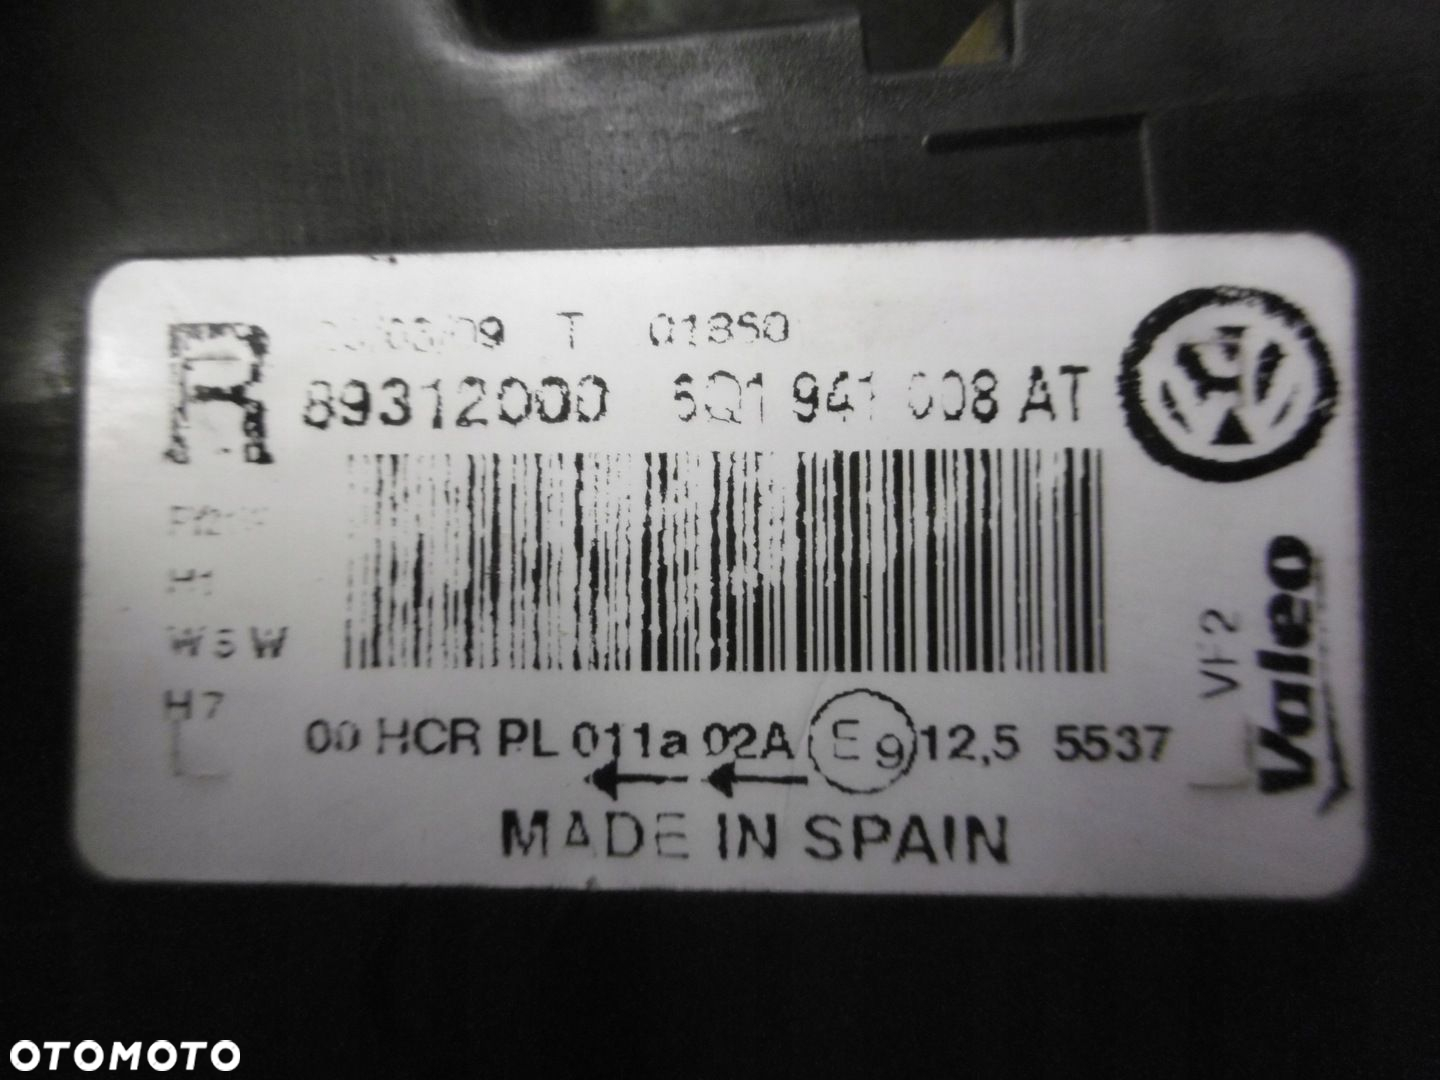 R
T
89312000 6Q1 941 008 AT
H1
W5W
H7
L
00 HCR PL 011a 02A E9 12,5 5537
MADE IN SPAIN
VF2
Valeo
OTOMOTO